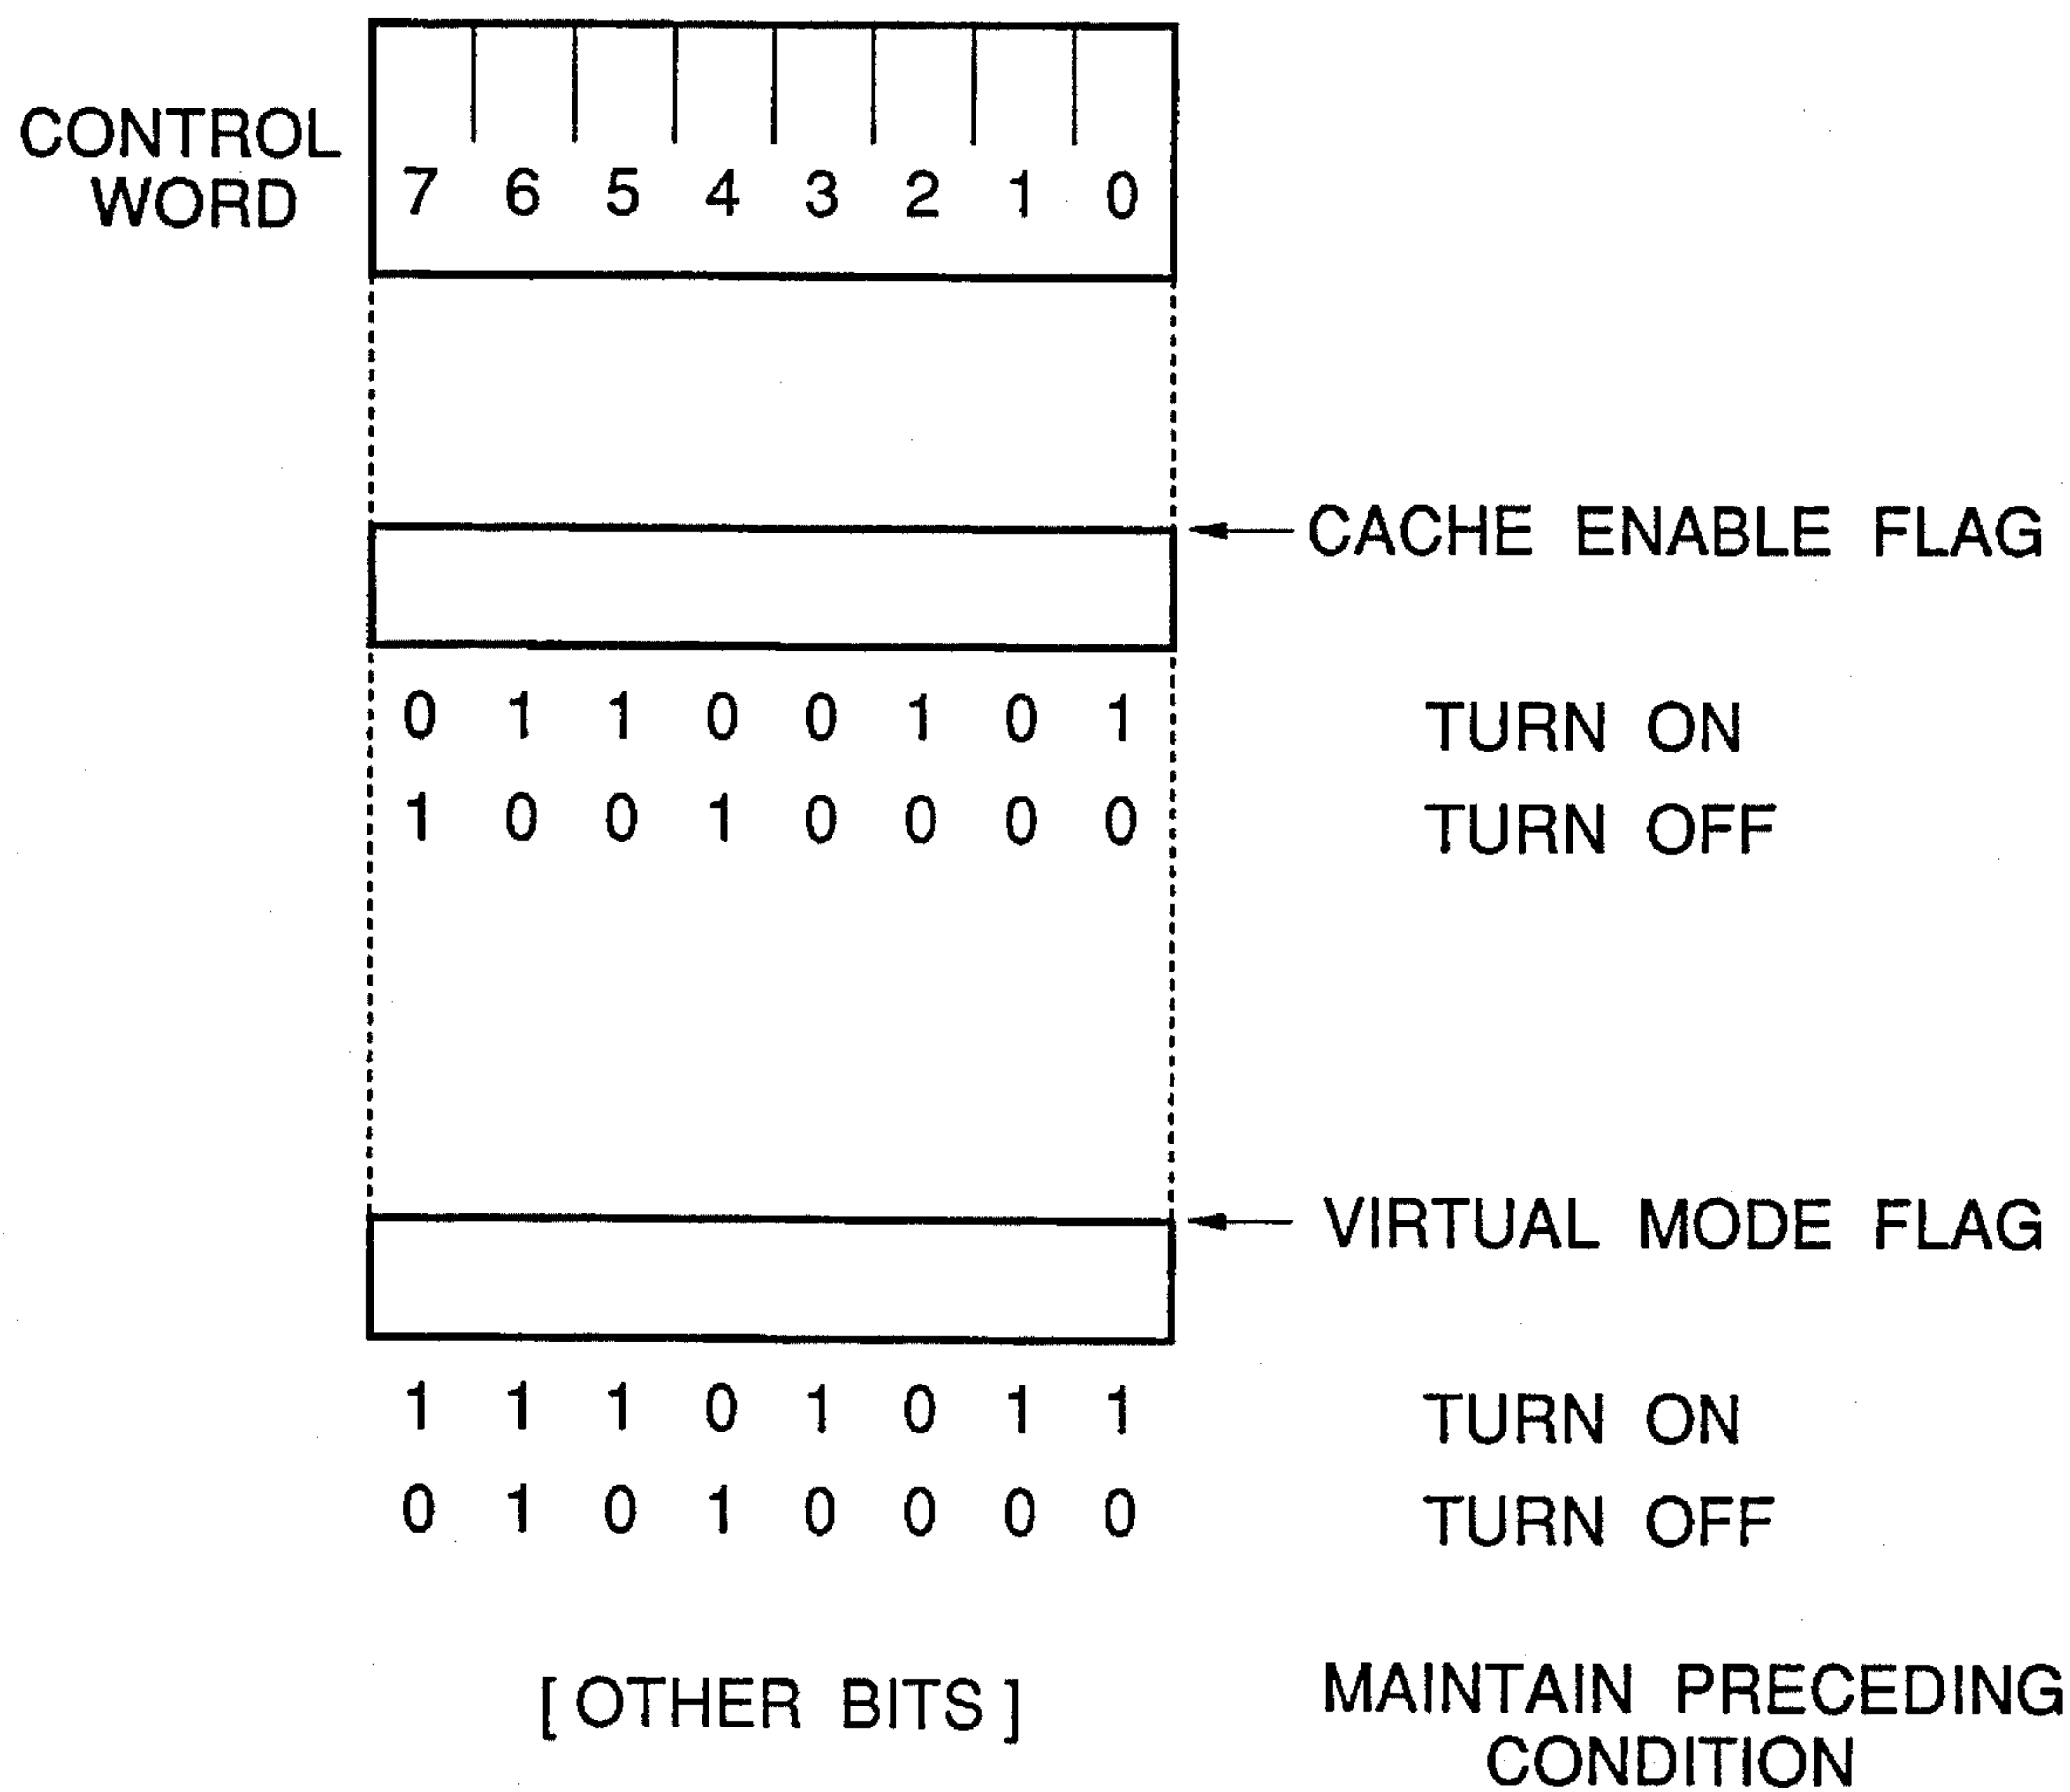 CONTROL
WORD
7 6 5 4 3 2 1 0
CACHE ENABLE FLAG
0 1 1 0 0 1 0 1 TURN ON
1 0 0 1 0 0 0 0 TURN OFF
VIRTUAL MODE FLAG
1 1 1 0 1 0 1 1 TURN ON
0 1 0 1 0 0 0 0 TURN OFF
[ OTHER BITS ] MAINTAIN PRECEDING
CONDITION